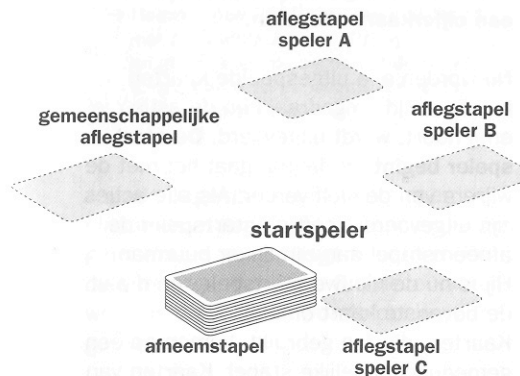 aflegstapel
speler A
gemeenschappelijke
aflegstapel
aflegstapel
speler B
startspeler
afneemstapel
aflegstapel
speler C